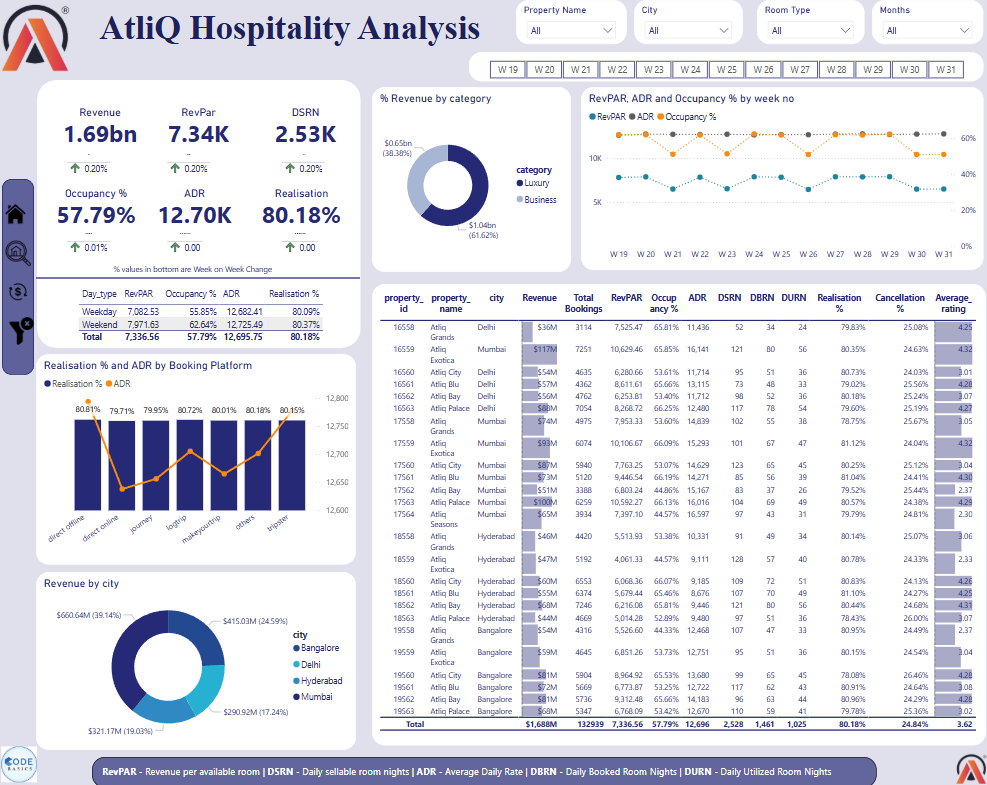 AtliQ Hospitality Analysis
Property Name
All
City
All
Room Type
All
Months
All
W 19 W 20 W 21 W 22 W 23 W 24 W 25 W 26 W 27 W 28 W 29 W 30 W 31
Revenue RevPar DSRN
1.69bn 7.34K 2.53K
0.20% 0.20% 0.20%
Occupancy % ADR Realisation
57.79% 12.70K 80.18%
0.01% 0.00 0.00
% values in bottom are Week on Week Change
Day_type RevPAR Occupancy % ADR Realisation %
Weekday 7,082.53 55.85% 12,682.41 80.09%
Weekend 7,971.63 62.64% 12,725.49 80.37%
Total 7,336.56 57.79% 12,695.75 80.18%
% Revenue by category
$0.65bn
(38.38%)
$1.04bn
(61.62%)
category
Luxury
Business
RevPAR, ADR and Occupancy % by week no
RevPAR ADR Occupancy %
10K
5K
60%
40%
20%
0%
W 19 W 20 W 21 W 22 W 23 W 24 W 25 W 26 W 27 W 28 W 29 W 30 W 31
Realisation % and ADR by Booking Platform
Realisation % ADR
80.81% 79.71% 79.95% 80.72% 80.01% 80.18% 80.15%
12,800
12,750
12,700
12,650
12,600
direct offline direct online journey logtrip makeyourtrip others tripster
Revenue by city
$660.64M (39.14%)
$415.03M (24.59%)
$290.92M (17.24%)
$321.17M (19.03%)
city
Bangalore
Delhi
Hyderabad
Mumbai
property_id property_name city Revenue Total Bookings RevPAR Occupancy % ADR DSRN DBRN DURN Realisation % Cancellation % Average_rating
16558 Atliq Grands Delhi $36M 3114 7,525.47 65.81% 11,436 52 34 24 79.83% 25.08% 4.25
16559 Atliq Exotica Mumbai $117M 7251 10,629.46 65.85% 16,141 121 80 56 80.35% 24.63% 4.32
16560 Atliq City Delhi $54M 4635 6,280.66 53.61% 11,714 95 51 36 80.73% 24.03% 3.01
16561 Atliq Blu Delhi $57M 4362 8,611.61 65.66% 13,115 73 48 33 79.02% 25.56% 4.28
16562 Atliq Bay Delhi $56M 4762 6,253.81 53.40% 11,712 98 52 36 80.18% 25.24% 3.07
16563 Atliq Palace Delhi $88M 7054 8,268.72 66.25% 12,480 117 78 54 79.60% 25.19% 4.27
17558 Atliq Grands Mumbai $74M 4975 7,953.33 53.60% 14,839 102 55 38 78.75% 25.67% 3.05
17559 Atliq Exotica Mumbai $93M 6074 10,106.67 66.09% 15,293 101 67 47 81.12% 24.04% 4.32
17560 Atliq City Mumbai $87M 5940 7,763.25 53.07% 14,629 123 65 45 80.25% 25.12% 3.04
17561 Atliq Blu Mumbai $73M 5120 9,446.54 66.19% 14,271 85 56 39 81.04% 24.41% 4.30
17562 Atliq Bay Mumbai $51M 3388 6,803.24 44.86% 15,167 83 37 26 79.52% 25.44% 2.37
17563 Atliq Palace Mumbai $100M 6259 10,592.27 66.13% 16,016 104 69 49 80.57% 24.38% 4.29
17564 Atliq Seasons Mumbai $65M 3934 7,397.10 44.57% 16,597 97 43 31 79.79% 24.81% 2.30
18558 Atliq Grands Hyderabad $46M 4420 5,513.93 53.38% 10,331 91 49 34 80.14% 25.07% 3.06
18559 Atliq Exotica Hyderabad $47M 5192 4,061.33 44.57% 9,111 128 57 40 80.78% 24.33% 2.33
18560 Atliq City Hyderabad $60M 6553 6,068.36 66.07% 9,185 109 72 51 80.83% 24.13% 4.26
18561 Atliq Blu Hyderabad $55M 6374 5,679.44 65.46% 8,676 107 70 49 81.10% 24.27% 4.25
18562 Atliq Bay Hyderabad $68M 7246 6,216.08 65.81% 9,446 121 80 56 80.44% 24.68% 4.31
18563 Atliq Palace Hyderabad $44M 4669 5,014.28 52.89% 9,480 97 51 36 78.43% 26.00% 3.07
19558 Atliq Grands Bangalore $54M 4316 5,526.60 44.33% 12,468 107 47 33 80.95% 24.49% 2.37
19559 Atliq Exotica Bangalore $59M 4645 6,851.26 53.73% 12,751 95 51 36 80.15% 24.54% 3.04
19560 Atliq City Bangalore $81M 5904 8,964.92 65.53% 13,680 99 65 45 78.08% 26.46% 4.28
19561 Atliq Blu Bangalore $72M 5669 6,773.87 53.25% 12,722 117 62 43 80.91% 24.64% 3.08
19562 Atliq Bay Bangalore $81M 5736 9,312.48 65.66% 14,183 96 63 44 80.96% 24.29% 4.28
19563 Atliq Palace Bangalore $68M 5347 6,768.09 53.42% 12,670 110 59 41 79.78% 25.36% 3.02
Total $1,688M 132939 7,336.56 57.79% 12,696 2,528 1,461 1,025 80.18% 24.84% 3.62
CODE
BASICS
RevPAR - Revenue per available room | DSRN - Daily sellable room nights | ADR - Average Daily Rate | DBRN - Daily Booked Room Nights | DURN - Daily Utilized Room Nights